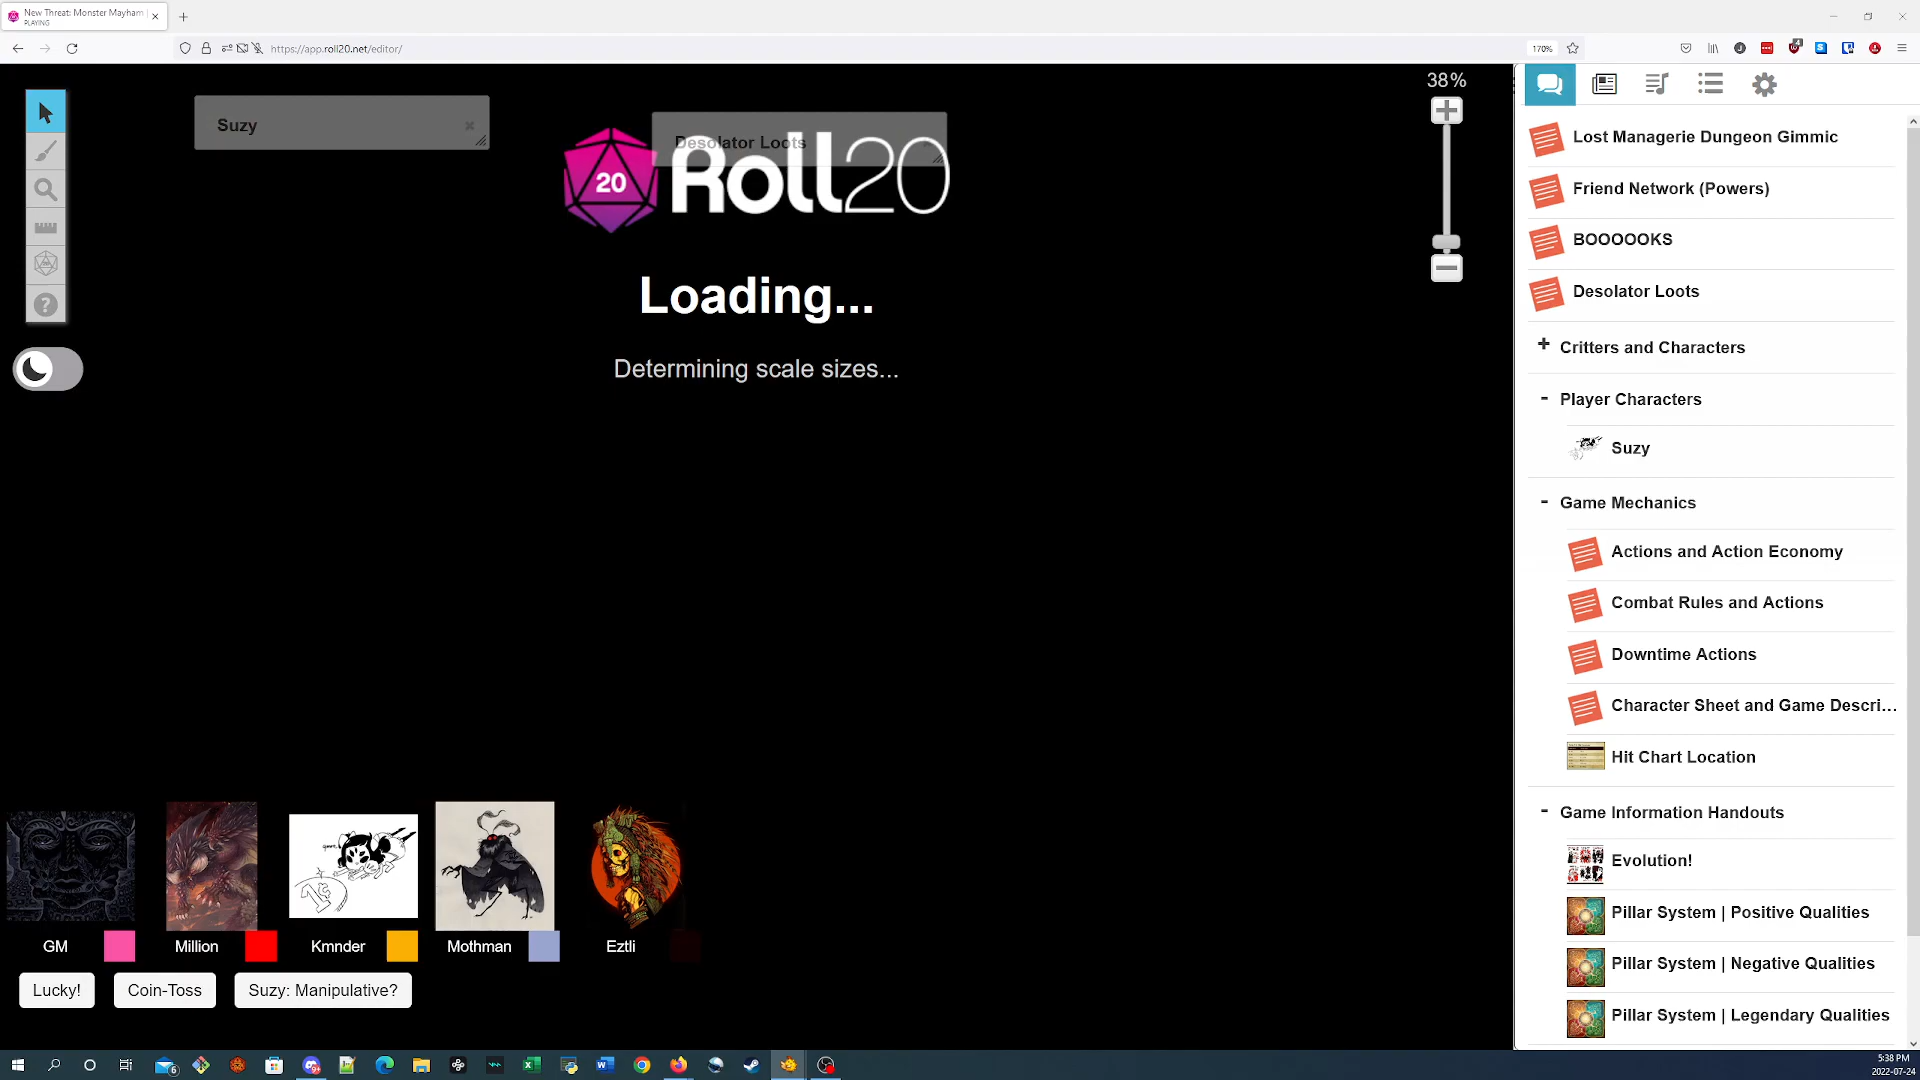 New Threat: Monster Mayham |
PLAYING
https://app.roll20.net/editor/
170%
38%
Suzy
Desolator Loots
20
Roll20
Loading...
Determining scale sizes...
Lost Managerie Dungeon Gimmic
Friend Network (Powers)
BOOOOOKS
Desolator Loots
+ Critters and Characters
- Player Characters
Suzy
- Game Mechanics
Actions and Action Economy
Combat Rules and Actions
Downtime Actions
Character Sheet and Game Descri...
Hit Chart Location
- Game Information Handouts
Evolution!
Pillar System | Positive Qualities
Pillar System | Negative Qualities
Pillar System | Legendary Qualities
GM
Million
Kmnder
Mothman
Eztli
Lucky!
Coin-Toss
Suzy: Manipulative?
5:38 PM
2022-07-24